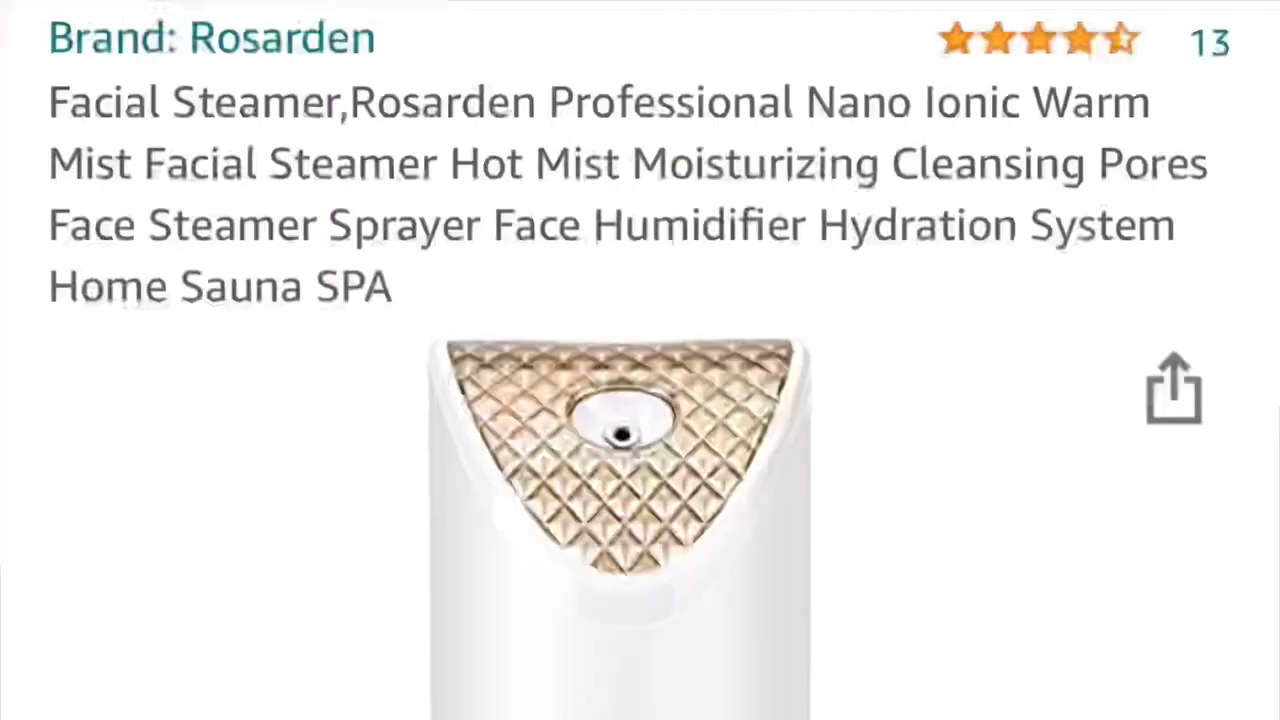 Brand: Rosarden
13
Facial Steamer,Rosarden Professional Nano Ionic Warm
Mist Facial Steamer Hot Mist Moisturizing Cleansing Pores
Face Steamer Sprayer Face Humidifier Hydration System
Home Sauna SPA